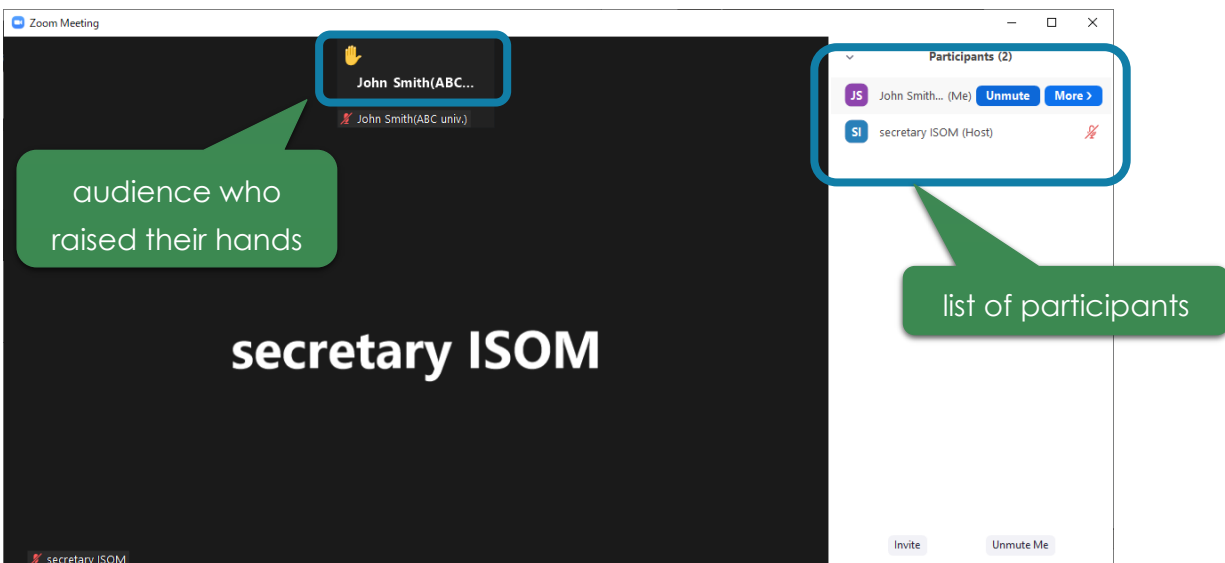 Zoom Meeting
John Smith(ABC...
John Smith(ABC univ.)
audience who
raised their hands
secretary ISOM
secretary ISOM
Participants (2)
JS John Smith... (Me) Unmute More >
SI secretary ISOM (Host)
list of participants
Invite Unmute Me